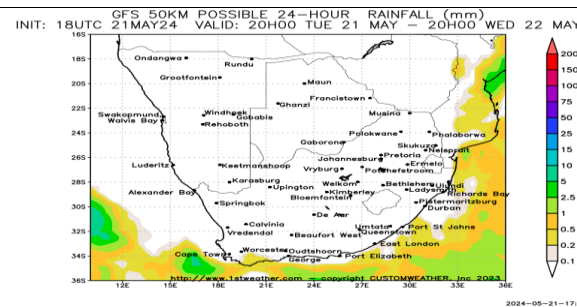 GFS 50KM POSSIBLE 24-HOUR RAINFALL (mm)
INIT: 18UTC 21MAY24 VALID: 20H00 TUE 21 MAY - 20H00 WED 22 MAY
16S
200
Ondangwa
Rundu
18S
150
Grootfontein
100
20S
Maun
75
Francistown
Ghanzi
22S
50
Windhoek
Gobabis
Musina
Swakopmund
Walvis Bay
Rehoboth
25
24S
Polokwane
Phalaborwa
20
Gaborone
Skukuza
15
Pretoria
Nelspruit
26S
Johannesburg
10
Luderitz
Keetmanshoop
Vryburg
Potchefstroom
Ermelo
5
28S
Karasburg
Upington
Welkom
Bethlehem
Ulundi
2.5
Alexander Bay
Kimberley
Ladysmith
Richards Bay
Bloemfontein
1
30S
Springbok
Pietermaritzburg
Durban
De Aar
0.5
Calvinia
Umtata
Port St Johns
32S
Vredendal
Beaufort West
Queenstown
0.2
East London
0.1
34S
Cape Town
Worcester
Oudtshoorn
George
Port Elizabeth
http://www.1stweather.com - copyright CUSTOMWEATHER, Inc 2023
36S
12E 15E 18E 21E 24E 27E 30E 33E 36E